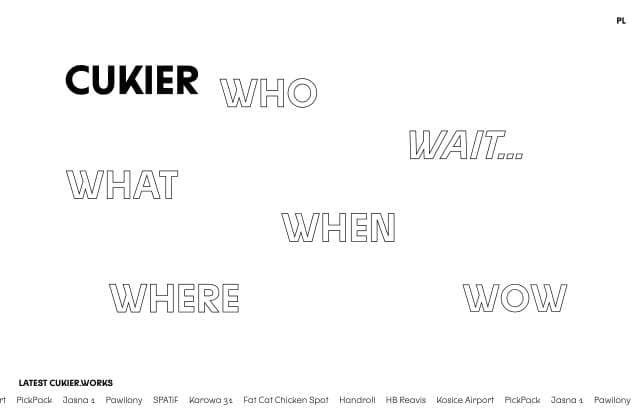 PL
CUKIER
WHO
WAIT...
WHAT
WHEN
WHERE
WOW
LATEST CUKIER.WORKS
rt PickPack Jasna 1 Pawilony SPATiF Karowa 31 Fat Cat Chicken Spot Handroll HB Reavis Kosice Airport PickPack Jasna 1 Pawilony